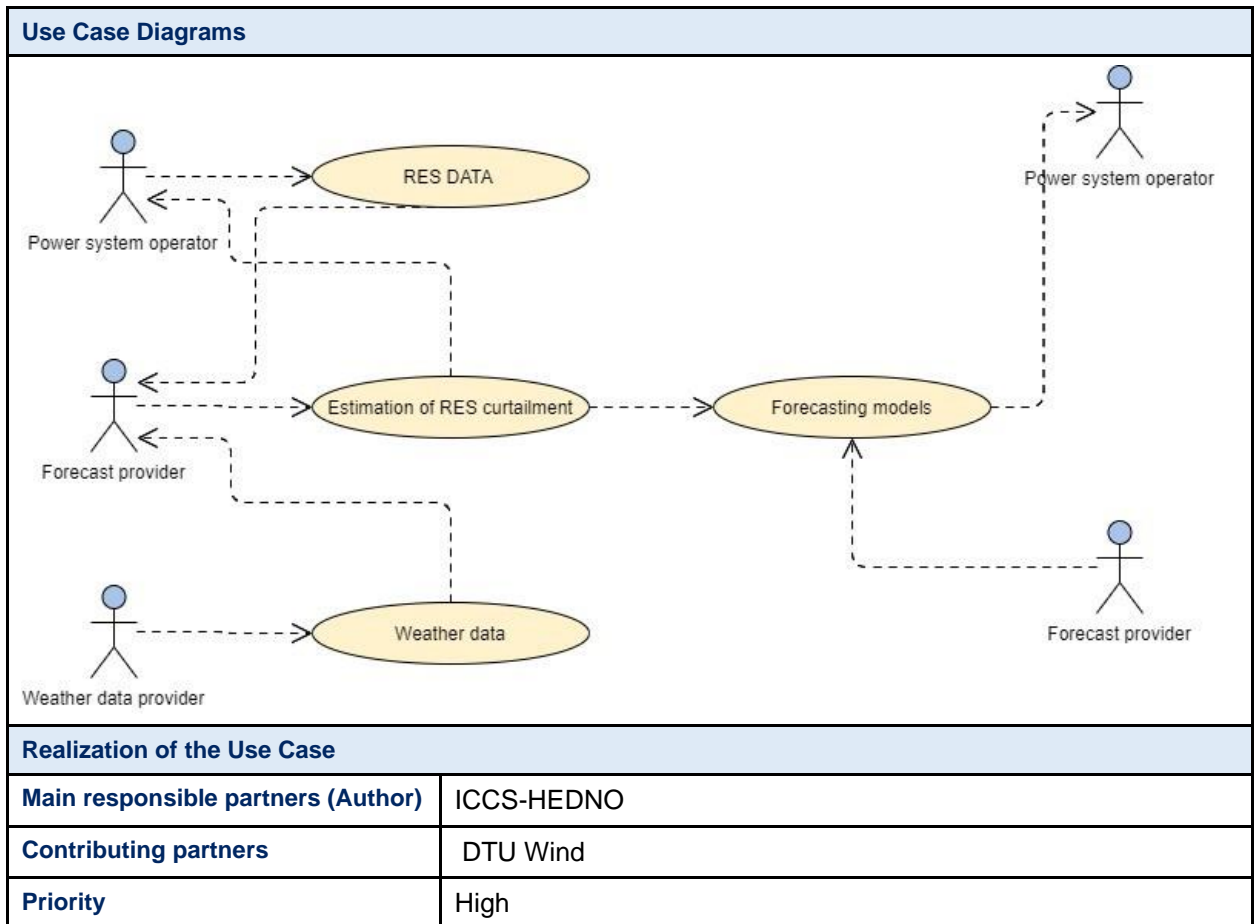 Use Case Diagrams
Power system operator
RES DATA
Power system operator
Forecast provider
Estimation of RES curtailment
Forecasting models
Weather data provider
Weather data
Forecast provider
Realization of the Use Case
Main responsible partners (Author) ICCS-HEDNO
Contributing partners DTU Wind
Priority High